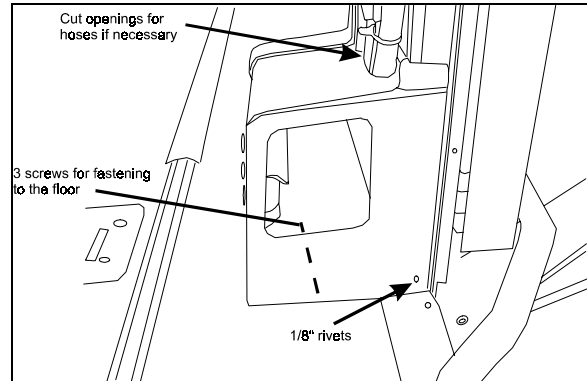 Cut openings for
hoses if necessary
3 screws for fastening
to the floor
1/8" rivets